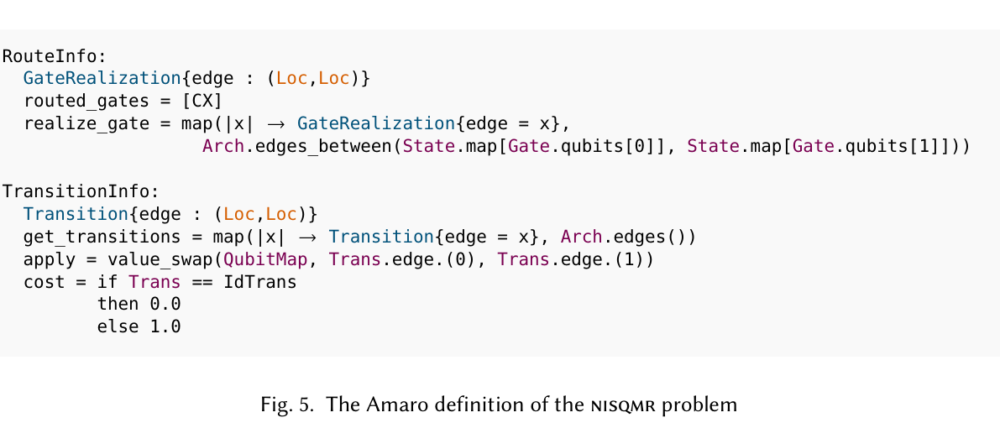 RouteInfo:
  GateRealization{edge : (Loc,Loc)}
  routed_gates = [CX]
  realize_gate = map(|x| → GateRealization{edge = x},
                   Arch.edges_between(State.map[Gate.qubits[0]], State.map[Gate.qubits[1]]))

TransitionInfo:
  Transition{edge : (Loc,Loc)}
  get_transitions = map(|x| → Transition{edge = x}, Arch.edges())
  apply = value_swap(QubitMap, Trans.edge.(0), Trans.edge.(1))
  cost = if Trans == IdTrans
         then 0.0
         else 1.0
Fig. 5. The Amaro definition of the NISQMR problem